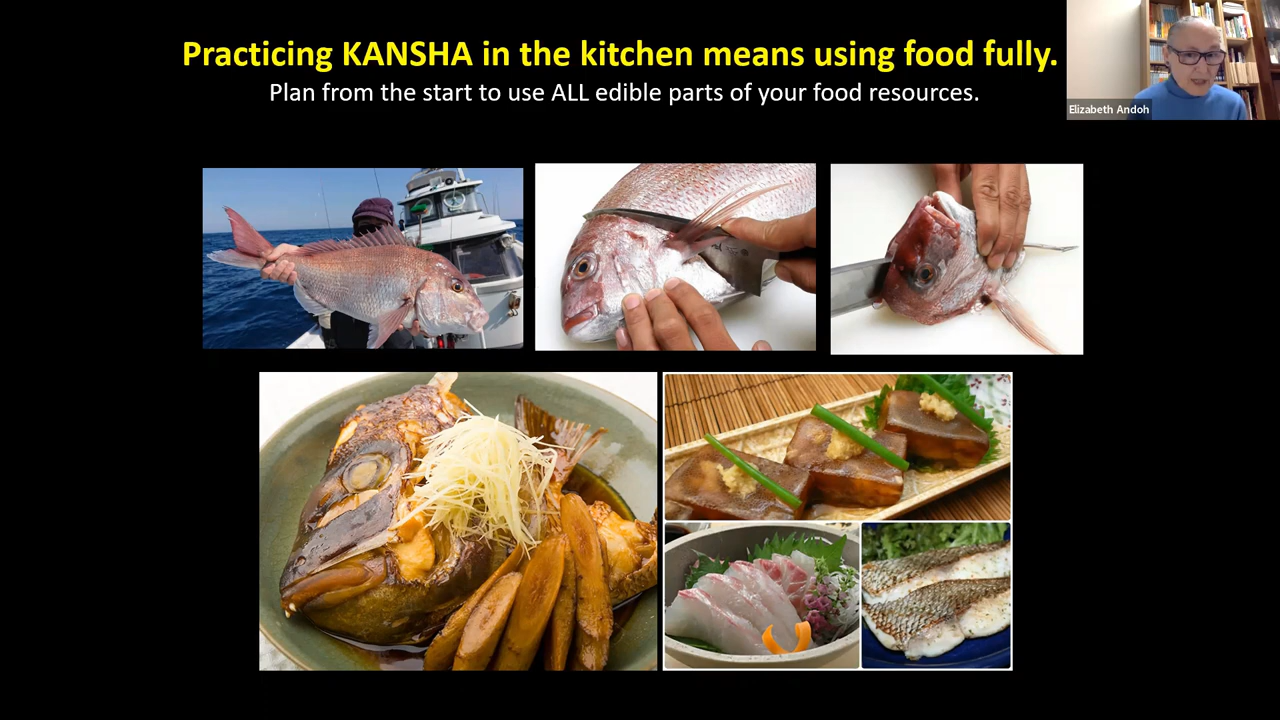 Practicing KANSHA in the kitchen means using food fully.
Plan from the start to use ALL edible parts of your food resources.
Elizabeth Andoh